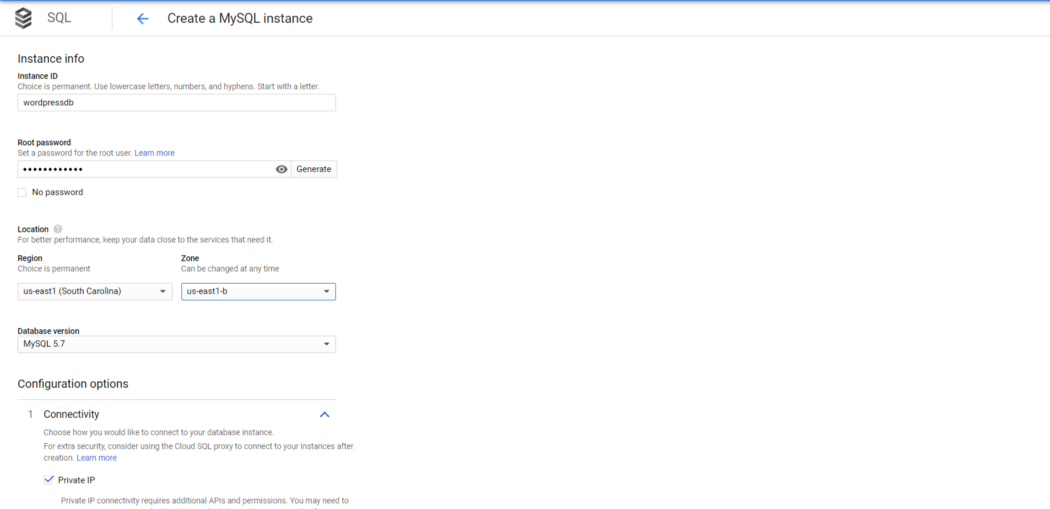 SQL
Create a MySQL instance
Instance info
Instance ID
Choice is permanent. Use lowercase letters, numbers, and hyphens. Start with a letter.
wordpressdb
Root password
Set a password for the root user. Learn more
••••••••••••
Generate
No password
Location
For better performance, keep your data close to the services that need it.
Region
Zone
Choice is permanent
Can be changed at any time
us-east1 (South Carolina)
us-east1-b
Database version
MySQL 5.7
Configuration options
1 Connectivity
Choose how you would like to connect to your database instance.
For extra security, consider using the Cloud SQL proxy to connect to your instances after
creation. Learn more
Private IP
Private IP connectivity requires additional APIs and permissions. You may need to